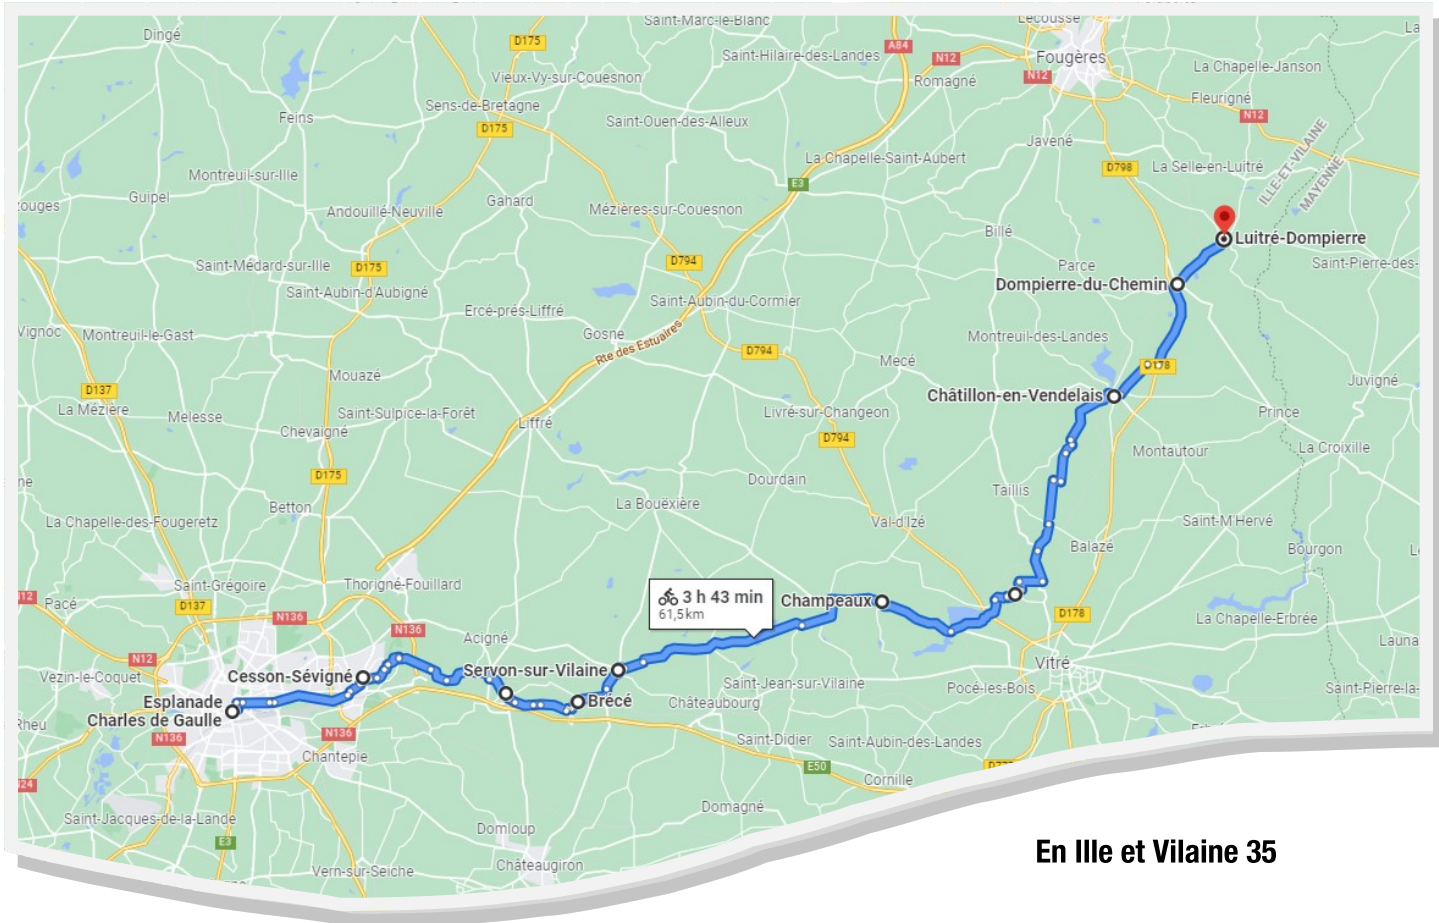 Saint-Marc-le-Blanc
Lécousse
Dingé
D175
Saint-Hilaire-des-Landes
A84
N12
Fougères
La Chapelle-Janson
Vieux-Vy-sur-Couesnon
N12
Romagné
Fleurigné
Sens-de-Bretagne
N12
Feins
D175
Saint-Ouen-des-Alleux
Javené
ILLE-ET-VILAINE
MAYENNE
La Chapelle-Saint-Aubert
D798
La Selle-en-Luitré
Montreuil-sur-Ille
E3
Guipel
Gahard
Andouillé-Neuville
Mézières-sur-Couesnon
Billé
Luitré-Dompierre
Saint-Médard-sur-Ille
D175
D794
Parce
Saint-Pierre-des-
Saint-Aubin-d'Aubigné
Dompierre-du-Chemin
Saint-Aubin-du-Cormier
Ercé-près-Liffré
Vignoc
Montreuil-le-Gast
Gosne
Rte des Estuaires
Montreuil-des-Landes
D794
Mecé
D178
Mouazé
Juvigné
D137
Châtillon-en-Vendelais
La Mézière
Melesse
Saint-Sulpice-la-Forêt
Livré-sur-Changeon
Prince
Chevaigné
Liffré
D794
La Croixille
Montautour
D175
Dourdain
Taillis
La Bouëxière
Betton
La Chapelle-des-Fougeretz
Val-d'Izé
Saint-M'Hervé
Balazé
Bourgon
Saint-Grégoire
Thorigné-Fouillard
3 h 43 min
61,5 km
Champeaux
Pacé
D137
N136
D178
La Chapelle-Erbrée
N136
Acigné
N12
Servon-sur-Vilaine
Vitré
Vezin-le-Coquet
Cesson-Sévigné
Saint-Jean-sur-Vilaine
Pocé-les-Bois
Saint-Pierre-la-
Esplanade
Charles de Gaulle
Brécé
Châteaubourg
N136
N136
Saint-Didier
Saint-Aubin-des-Landes
Chantepie
E50
Cornille
Domagné
Saint-Jacques-de-la-Lande
Domloup
E3
En Ille et Vilaine 35
Châteaugiron
Vern-sur-Seiche